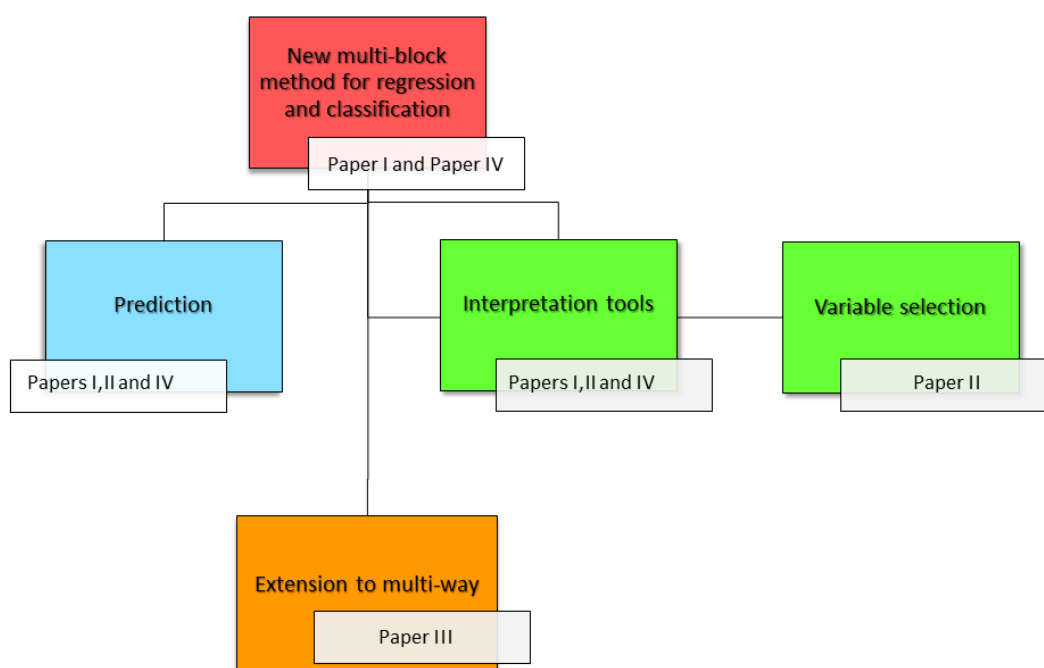 New multi-block
method for regression
and classification
Paper I and Paper IV
Prediction
Papers I,II and IV
Interpretation tools
Papers I,II and IV
Variable selection
Paper II
Extension to multi-way
Paper III